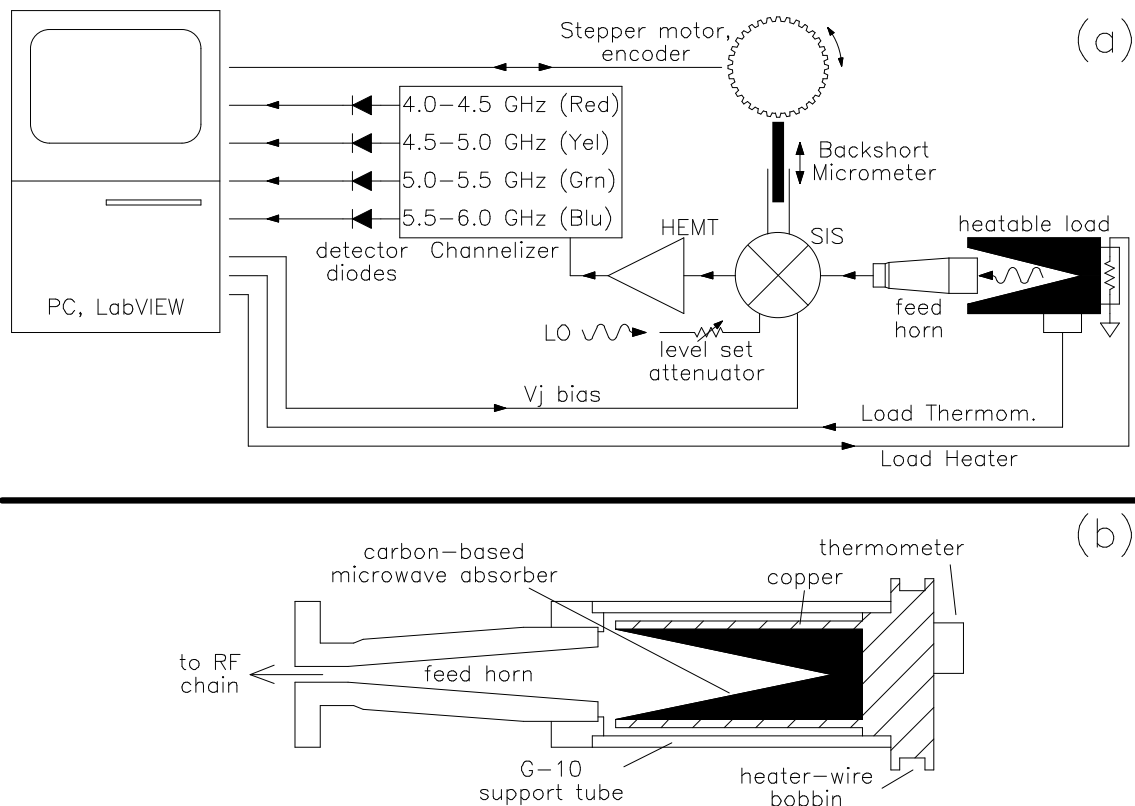 (a)
Stepper motor,
encoder
4.0-4.5 GHz (Red)
4.5-5.0 GHz (Yel)
5.0-5.5 GHz (Grn)
5.5-6.0 GHz (Blu)
Backshort
Micrometer
HEMT
SIS
heatable load
detector
diodes
Channelizer
PC, LabVIEW
feed
horn
LO
level set
attenuator
Vj bias
Load Thermom.
Load Heater
(b)
carbon-based
microwave absorber
thermometer
copper
to RF
chain
feed horn
G-10
support tube
heater-wire
bobbin